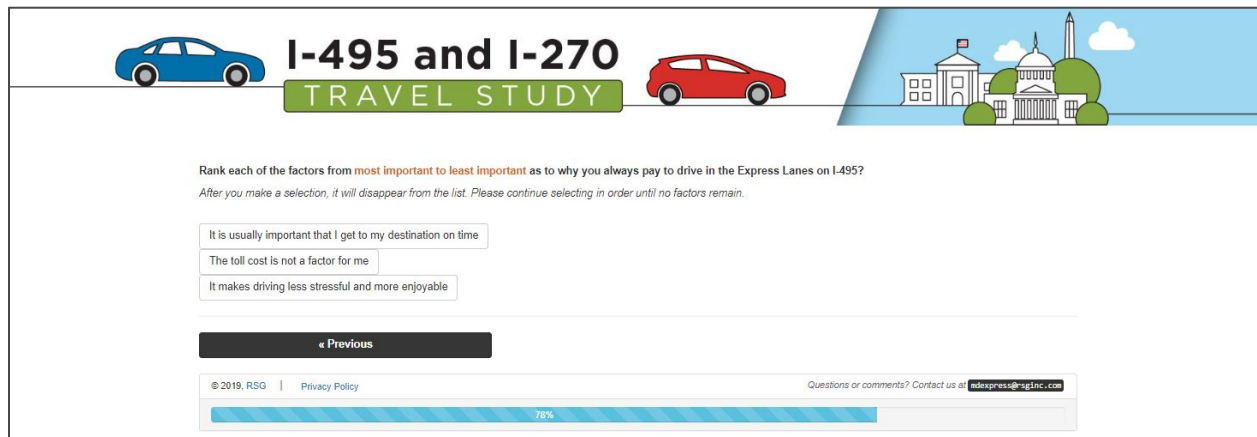 I-495 and I-270
TRAVEL STUDY
Rank each of the factors from most important to least important as to why you always pay to drive in the Express Lanes on I-495?
After you make a selection, it will disappear from the list. Please continue selecting in order until no factors remain.
It is usually important that I get to my destination on time
The toll cost is not a factor for me
It makes driving less stressful and more enjoyable
« Previous
© 2019, RSG | Privacy Policy Questions or comments? Contact us at mdexpress@rsginc.com
78%